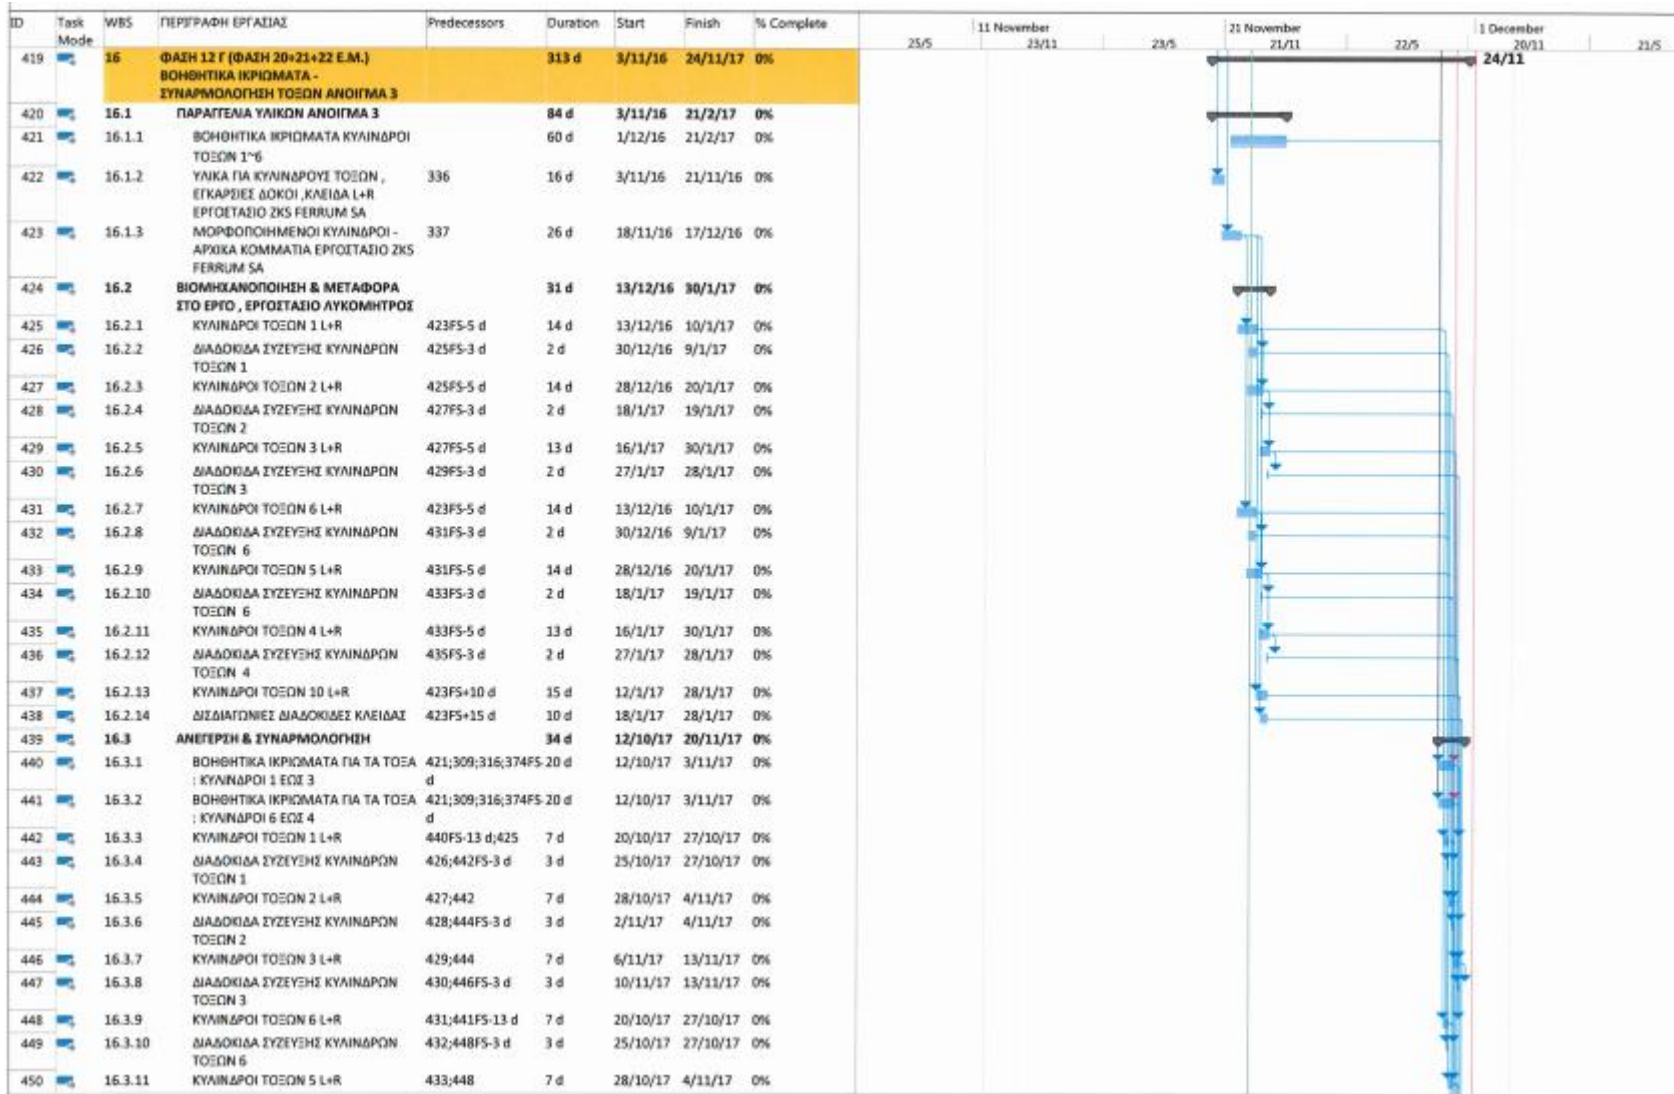 ID Task WBS ΠΕΡΙΓΡΑΦΗ ΕΡΓΑΣΙΑΣ Predecessors Duration Start Finish % Complete 11 November 21 November 1 December
Mode 25/5 23/11 23/5 21/11 22/5 20/11 21/5
419 16 ΦΑΣΗ 12 Γ (ΦΑΣΗ 20+21+22 Ε.Μ.) 313 d 3/11/16 24/11/17 0% 24/11
ΒΟΗΘΗΤΙΚΑ ΙΚΡΙΩΜΑΤΑ -
ΣΥΝΑΡΜΟΛΟΓΗΣΗ ΤΟΞΩΝ ΑΝΟΙΓΜΑ 3
420 16.1 ΠΑΡΑΓΓΕΛΙΑ ΥΛΙΚΩΝ ΑΝΟΙΓΜΑ 3 84 d 3/11/16 21/2/17 0%
421 16.1.1 ΒΟΗΘΗΤΙΚΑ ΙΚΡΙΩΜΑΤΑ ΚΥΛΙΝΔΡΟΙ 60 d 1/12/16 21/2/17 0%
ΤΟΞΩΝ 1~6
422 16.1.2 ΥΛΙΚΑ ΓΙΑ ΚΥΛΙΝΔΡΟΥΣ ΤΟΞΩΝ , 336 16 d 3/11/16 21/11/16 0%
ΕΓΚΑΡΣΙΕΣ ΔΟΚΟΙ ,ΚΛΕΙΔΑ L+R
ΕΡΓΟΣΤΑΣΙΟ ZKS FERRUM SA
423 16.1.3 ΜΟΡΦΟΠΟΙΗΜΕΝΟΙ ΚΥΛΙΝΔΡΟΙ - 337 26 d 18/11/16 17/12/16 0%
ΑΡΧΙΚΑ ΚΟΜΜΑΤΙΑ ΕΡΓΟΣΤΑΣΙΟ ZKS
FERRUM SA
424 16.2 ΒΙΟΜΗΧΑΝΟΠΟΙΗΣΗ & ΜΕΤΑΦΟΡΑ 31 d 13/12/16 30/1/17 0%
ΣΤΟ ΕΡΓΟ , ΕΡΓΟΣΤΑΣΙΟ ΛΥΚΟΜΗΤΡΟΣ
425 16.2.1 ΚΥΛΙΝΔΡΟΙ ΤΟΞΩΝ 1 L+R 423FS-5 d 14 d 13/12/16 10/1/17 0%
426 16.2.2 ΔΙΑΔΟΚΙΔΑ ΣΥΖΕΥΞΗΣ ΚΥΛΙΝΔΡΩΝ 425FS-3 d 2 d 30/12/16 9/1/17 0%
ΤΟΞΩΝ 1
427 16.2.3 ΚΥΛΙΝΔΡΟΙ ΤΟΞΩΝ 2 L+R 425FS-5 d 14 d 28/12/16 20/1/17 0%
428 16.2.4 ΔΙΑΔΟΚΙΔΑ ΣΥΖΕΥΞΗΣ ΚΥΛΙΝΔΡΩΝ 427FS-3 d 2 d 18/1/17 19/1/17 0%
ΤΟΞΩΝ 2
429 16.2.5 ΚΥΛΙΝΔΡΟΙ ΤΟΞΩΝ 3 L+R 427FS-5 d 13 d 16/1/17 30/1/17 0%
430 16.2.6 ΔΙΑΔΟΚΙΔΑ ΣΥΖΕΥΞΗΣ ΚΥΛΙΝΔΡΩΝ 429FS-3 d 2 d 27/1/17 28/1/17 0%
ΤΟΞΩΝ 3
431 16.2.7 ΚΥΛΙΝΔΡΟΙ ΤΟΞΩΝ 6 L+R 423FS-5 d 14 d 13/12/16 10/1/17 0%
432 16.2.8 ΔΙΑΔΟΚΙΔΑ ΣΥΖΕΥΞΗΣ ΚΥΛΙΝΔΡΩΝ 431FS-3 d 2 d 30/12/16 9/1/17 0%
ΤΟΞΩΝ 6
433 16.2.9 ΚΥΛΙΝΔΡΟΙ ΤΟΞΩΝ 5 L+R 431FS-5 d 14 d 28/12/16 20/1/17 0%
434 16.2.10 ΔΙΑΔΟΚΙΔΑ ΣΥΖΕΥΞΗΣ ΚΥΛΙΝΔΡΩΝ 433FS-3 d 2 d 18/1/17 19/1/17 0%
ΤΟΞΩΝ 6
435 16.2.11 ΚΥΛΙΝΔΡΟΙ ΤΟΞΩΝ 4 L+R 433FS-5 d 13 d 16/1/17 30/1/17 0%
436 16.2.12 ΔΙΑΔΟΚΙΔΑ ΣΥΖΕΥΞΗΣ ΚΥΛΙΝΔΡΩΝ 435FS-3 d 2 d 27/1/17 28/1/17 0%
ΤΟΞΩΝ 4
437 16.2.13 ΚΥΛΙΝΔΡΟΙ ΤΟΞΩΝ 10 L+R 423FS+10 d 15 d 12/1/17 28/1/17 0%
438 16.2.14 ΔΙΣΔΙΑΓΩΝΙΕΣ ΔΙΑΔΟΚΙΔΕΣ ΚΛΕΙΔΑΣ 423FS+15 d 10 d 18/1/17 28/1/17 0%
439 16.3 ΑΝΕΓΕΡΣΗ & ΣΥΝΑΡΜΟΛΟΓΗΣΗ 34 d 12/10/17 20/11/17 0%
440 16.3.1 ΒΟΗΘΗΤΙΚΑ ΙΚΡΙΩΜΑΤΑ ΓΙΑ ΤΑ ΤΟΞΑ 421;309;316;374FS- 20 d 12/10/17 3/11/17 0%
: ΚΥΛΙΝΔΡΟΙ 1 ΕΩΣ 3 d
441 16.3.2 ΒΟΗΘΗΤΙΚΑ ΙΚΡΙΩΜΑΤΑ ΓΙΑ ΤΑ ΤΟΞΑ 421;309;316;374FS- 20 d 12/10/17 3/11/17 0%
: ΚΥΛΙΝΔΡΟΙ 6 ΕΩΣ 4 d
442 16.3.3 ΚΥΛΙΝΔΡΟΙ ΤΟΞΩΝ 1 L+R 440FS-13 d;425 7 d 20/10/17 27/10/17 0%
443 16.3.4 ΔΙΑΔΟΚΙΔΑ ΣΥΖΕΥΞΗΣ ΚΥΛΙΝΔΡΩΝ 426;442FS-3 d 3 d 25/10/17 27/10/17 0%
ΤΟΞΩΝ 1
444 16.3.5 ΚΥΛΙΝΔΡΟΙ ΤΟΞΩΝ 2 L+R 427;442 7 d 28/10/17 4/11/17 0%
445 16.3.6 ΔΙΑΔΟΚΙΔΑ ΣΥΖΕΥΞΗΣ ΚΥΛΙΝΔΡΩΝ 428;444FS-3 d 3 d 2/11/17 4/11/17 0%
ΤΟΞΩΝ 2
446 16.3.7 ΚΥΛΙΝΔΡΟΙ ΤΟΞΩΝ 3 L+R 429;444 7 d 6/11/17 13/11/17 0%
447 16.3.8 ΔΙΑΔΟΚΙΔΑ ΣΥΖΕΥΞΗΣ ΚΥΛΙΝΔΡΩΝ 430;446FS-3 d 3 d 10/11/17 13/11/17 0%
ΤΟΞΩΝ 3
448 16.3.9 ΚΥΛΙΝΔΡΟΙ ΤΟΞΩΝ 6 L+R 431;441FS-13 d 7 d 20/10/17 27/10/17 0%
449 16.3.10 ΔΙΑΔΟΚΙΔΑ ΣΥΖΕΥΞΗΣ ΚΥΛΙΝΔΡΩΝ 432;448FS-3 d 3 d 25/10/17 27/10/17 0%
ΤΟΞΩΝ 6
450 16.3.11 ΚΥΛΙΝΔΡΟΙ ΤΟΞΩΝ 5 L+R 433;448 7 d 28/10/17 4/11/17 0%